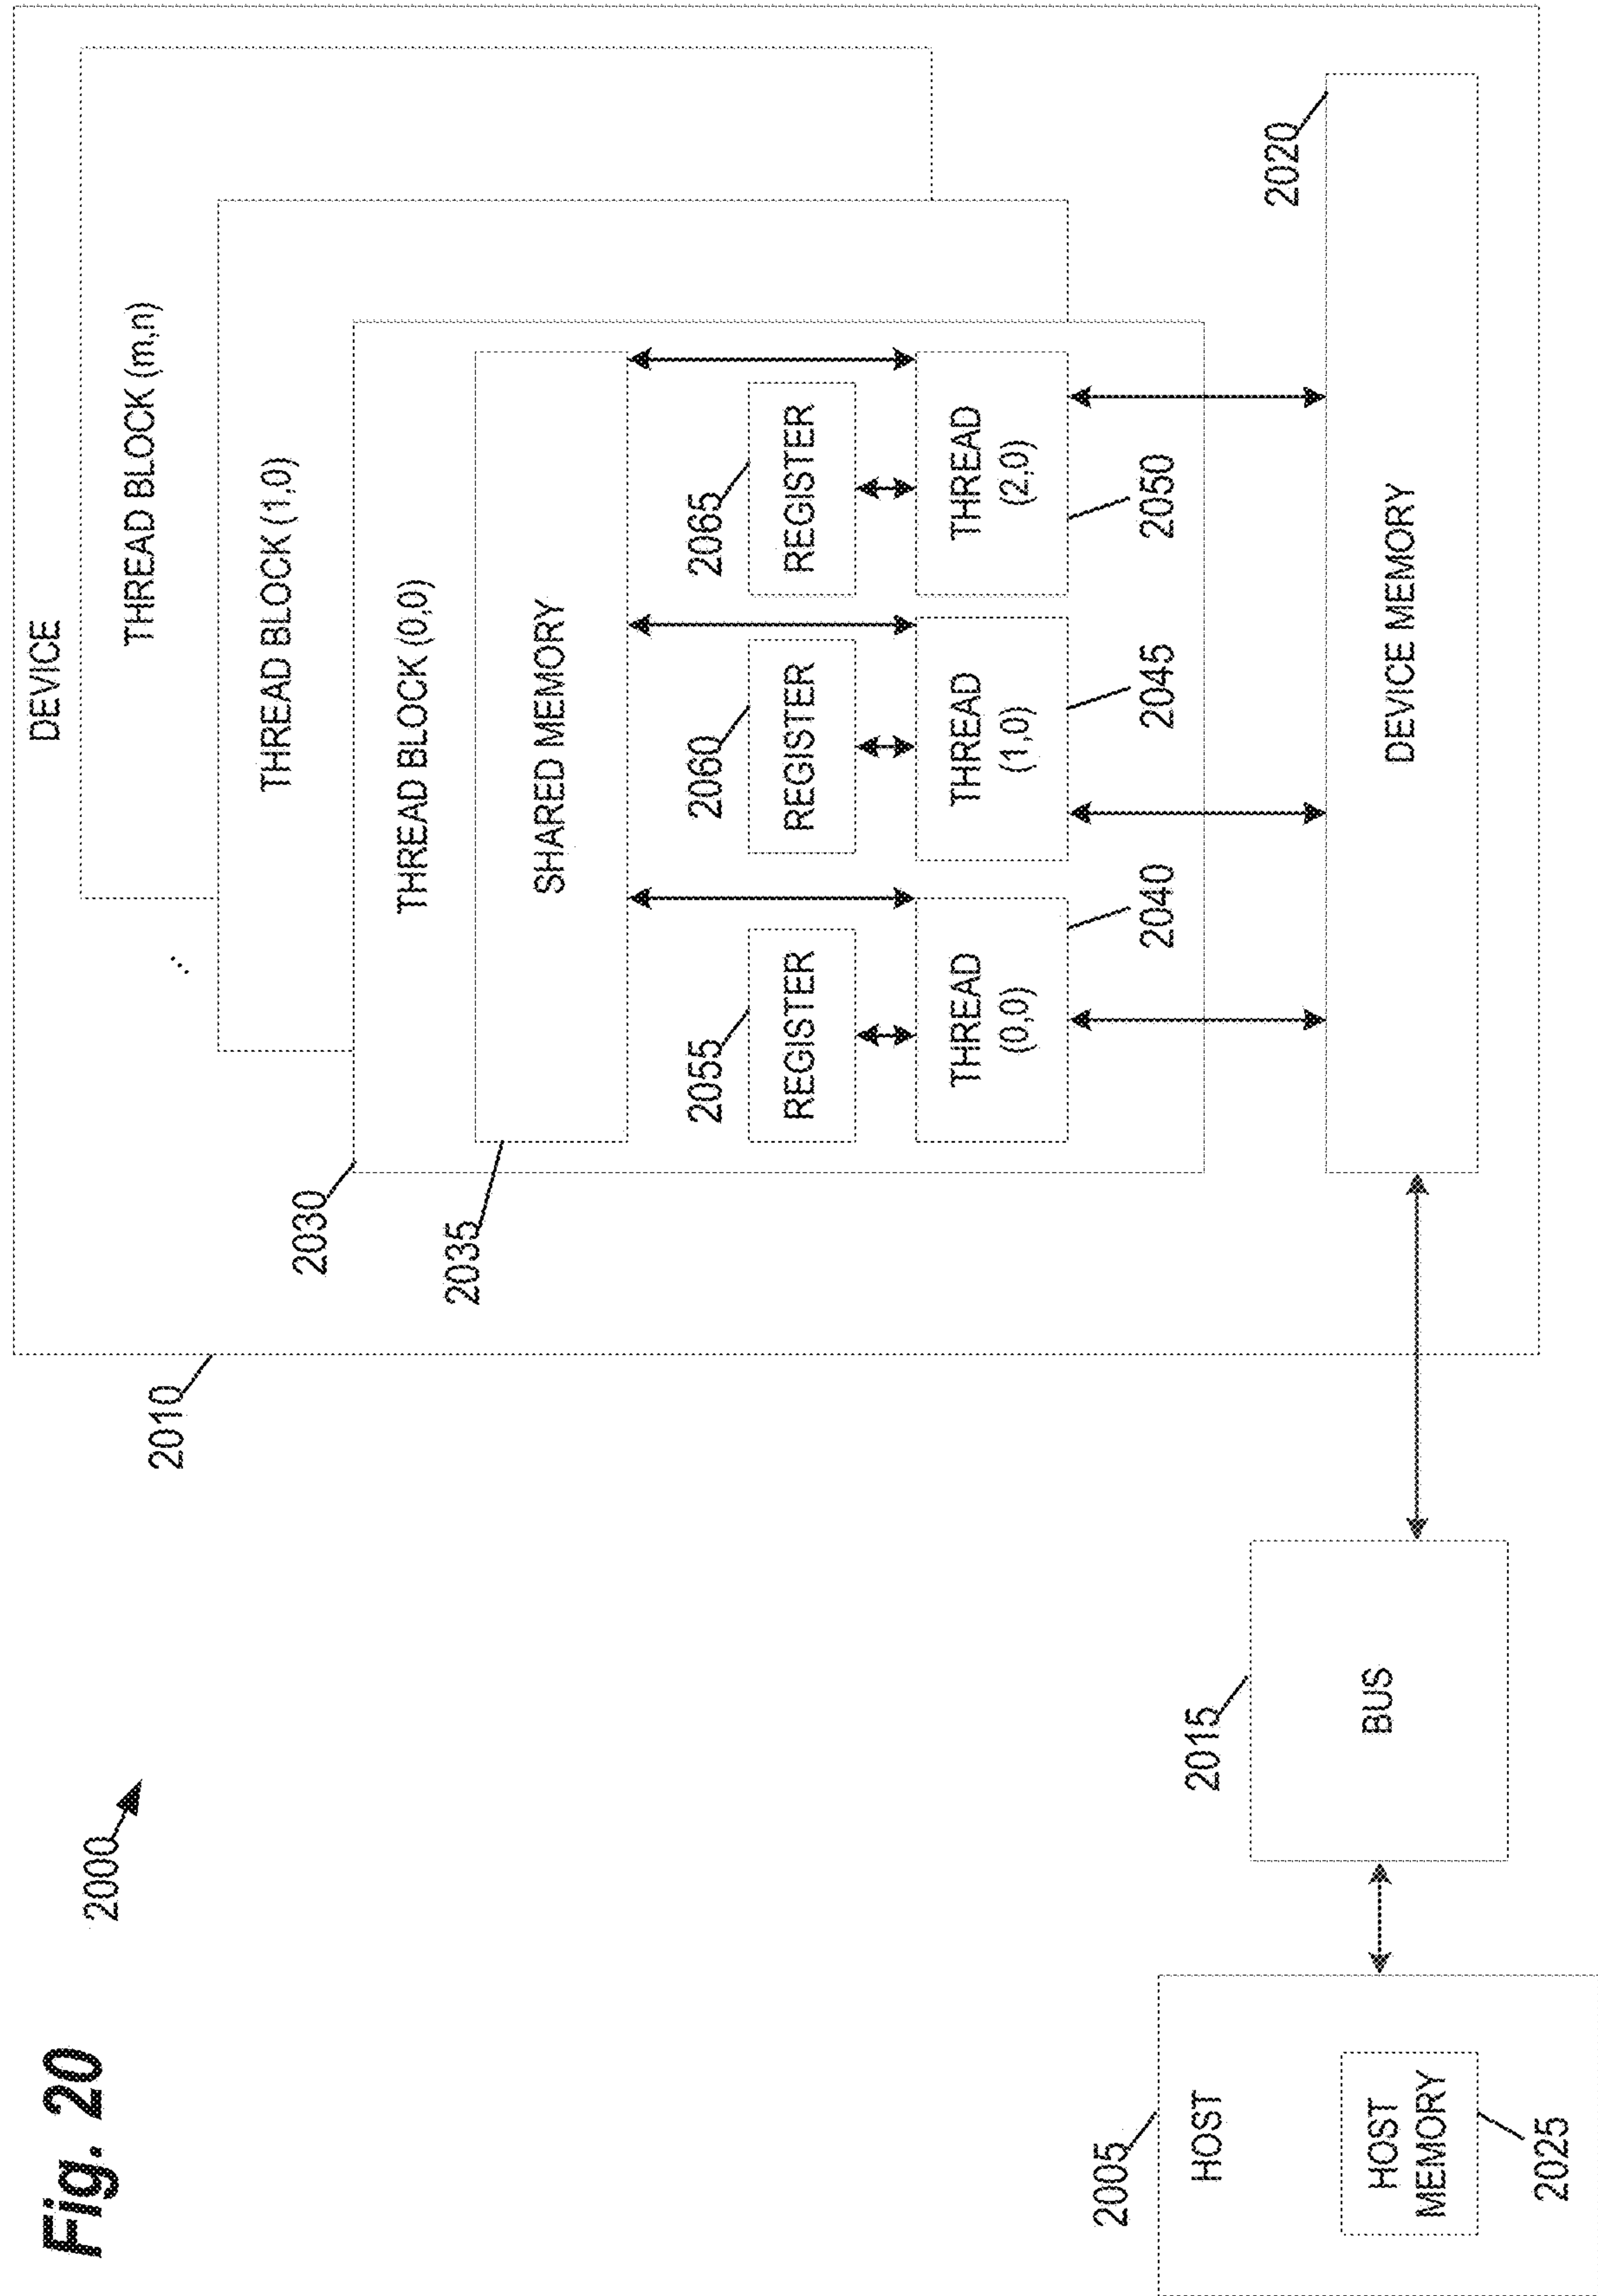 Fig. 20
2000
DEVICE
2010
THREAD BLOCK (m,n)
...
THREAD BLOCK (1,0)
2030
THREAD BLOCK (0,0)
2035
SHARED MEMORY
2055
2060
2065
REGISTER
REGISTER
REGISTER
THREAD
(0,0)
THREAD
(1,0)
THREAD
(2,0)
2040
2045
2050
2005
HOST
2015
2020
HOST
MEMORY
BUS
DEVICE MEMORY
2025